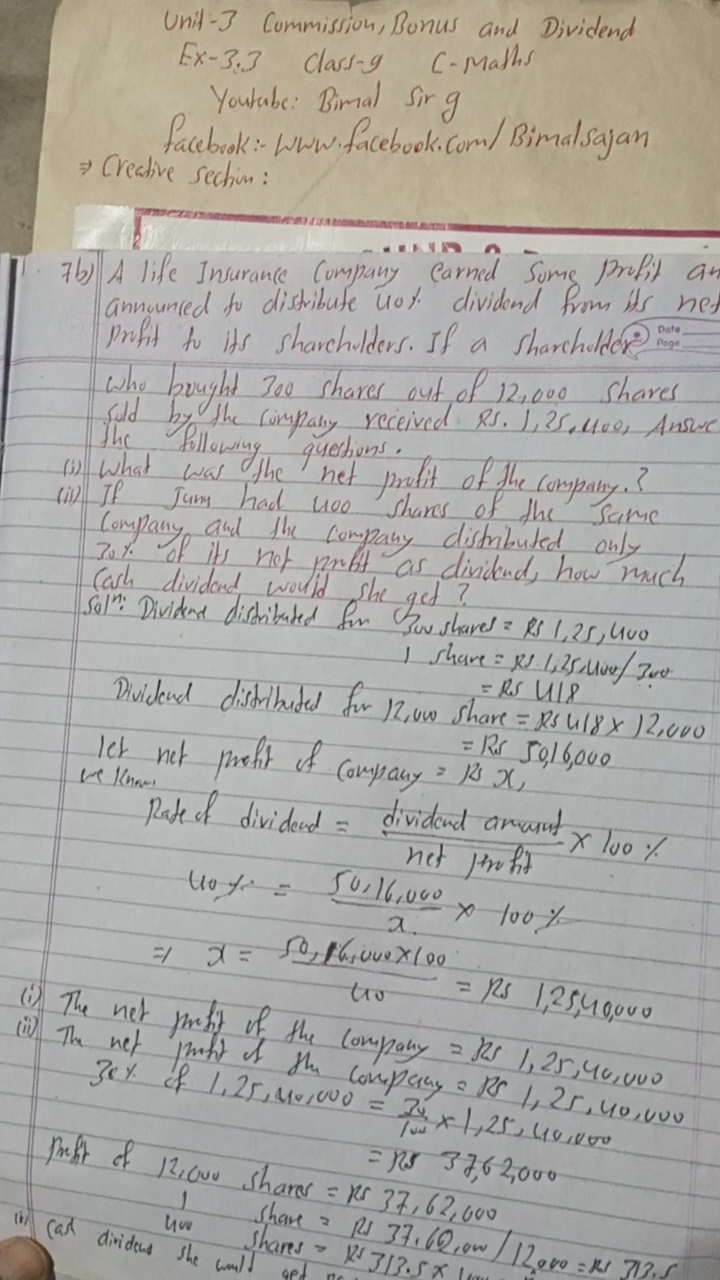 Unit-3 Commission, Bonus and Dividend
Ex-3.3 Class-9 C-Maths
Youtube: Bimal Sir g
facebook:- www.facebook.com/Bimalsajan
⇒ Creative section:
7b) A life Insurance Company earned some profit an
announced to distribute 40% dividend from its net
profit to its shareholders. If a shareholder
Date
Page
who bought 300 shares out of 12,000 shares
sold by the company received Rs. 1,25,400, Answe
the following questions.
(i) What was the net profit of the company.?
(ii) If Jum had 400 shares of the same
company and the company distributed only
30% of its net profit as dividend, how much
cash dividend would she get?
Solⁿ: Dividend distributed for 300 shares = Rs 1,25,400
1 share = Rs 1,25,400/300
= Rs 418
Dividend distributed for 12,000 share = Rs 418 × 12,000
= Rs 50,16,000
let net profit of company = Rs x,
we know
Rate of dividend = dividend amount / net profit × 100%
40% = 50,16,000 / x × 100%
⇒ x = 50,16,000×100 / 40 = Rs 1,25,40,000
(i) The net profit of the company = Rs 1,25,40,000
(ii) The net profit of the company = Rs 1,25,40,000
30% of 1,25,40,000 = 30/100 × 1,25,40,000
= Rs 37,62,000
profit of 12,000 shares = Rs 37,62,000
1 share = Rs 37,62,000/12,000 = Rs 313.5
400 shares = Rs 313.5 ×
(ii) Cash dividend she would get